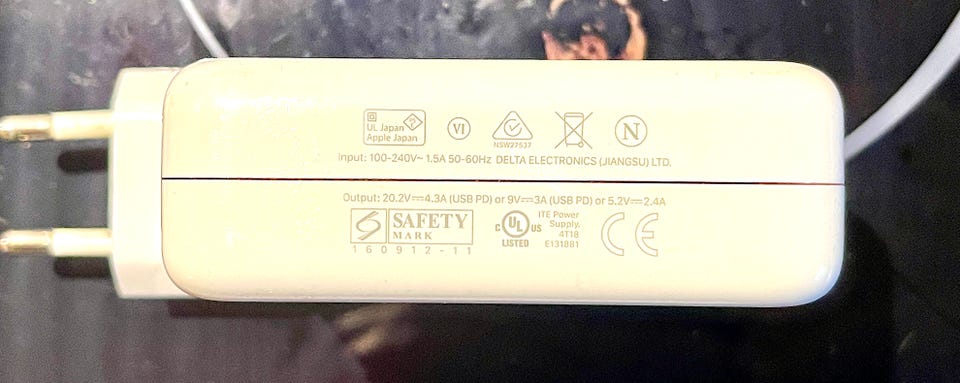 UL Japan
Apple Japan
VI
NSW27537
N
Input: 100-240V~ 1.5A 50-60Hz DELTA ELECTRONICS (JIANGSU) LTD.
Output: 20.2V⎓4.3A (USB PD) or 9V⎓3A (USB PD) or 5.2V⎓2.4A
SAFETY
MARK
160912-11
C UL US
LISTED
ITE Power
Supply.
4T18
E131881
CE